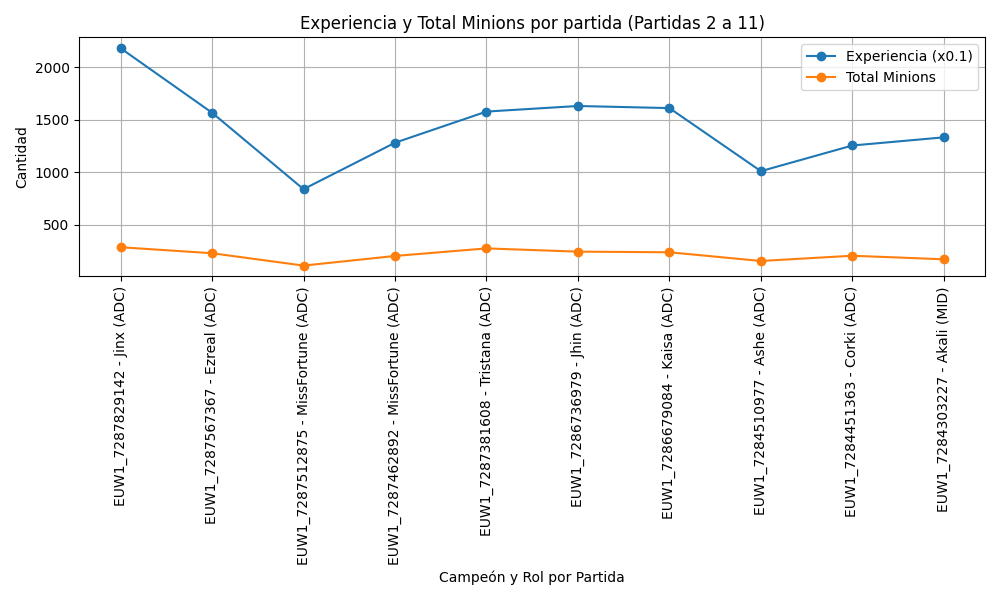 Experiencia y Total Minions por partida (Partidas 2 a 11)
Experiencia (x0.1)
Total Minions
Cantidad
2000
1500
1000
500
EUW1_7287829142 - Jinx (ADC)
EUW1_7287567367 - Ezreal (ADC)
EUW1_7287512875 - MissFortune (ADC)
EUW1_7287462892 - MissFortune (ADC)
EUW1_7287381608 - Tristana (ADC)
EUW1_7286736979 - Jhin (ADC)
EUW1_7286679084 - Kaisa (ADC)
EUW1_7284510977 - Ashe (ADC)
EUW1_7284451363 - Corki (ADC)
EUW1_7284303227 - Akali (MID)
Campeón y Rol por Partida